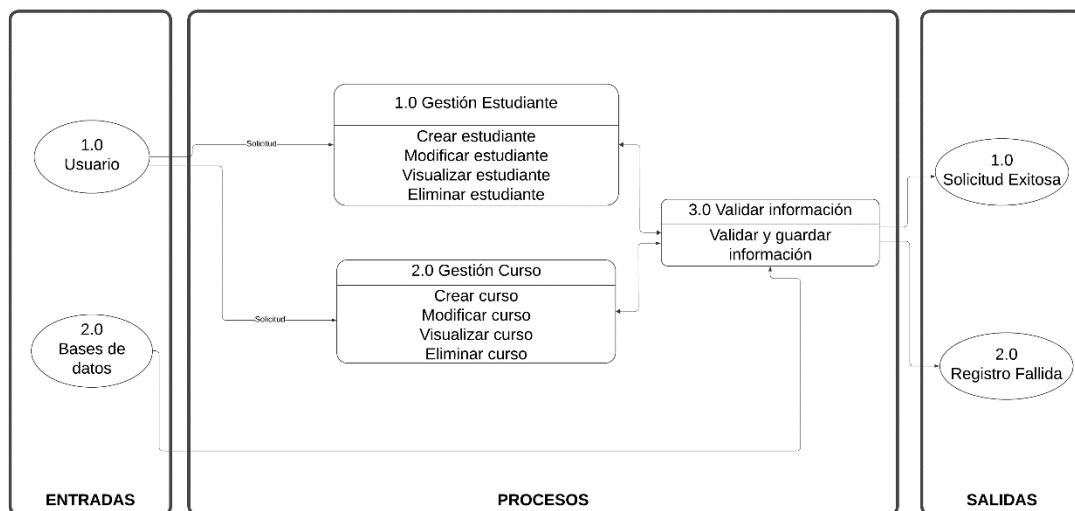 1.0
Usuario
2.0
Bases de
datos
ENTRADAS
Solicitud
Solicitud
1.0 Gestión Estudiante
Crear estudiante
Modificar estudiante
Visualizar estudiante
Eliminar estudiante
2.0 Gestión Curso
Crear curso
Modificar curso
Visualizar curso
Eliminar curso
3.0 Validar información
Validar y guardar
información
PROCESOS
1.0
Solicitud Exitosa
2.0
Registro Fallida
SALIDAS